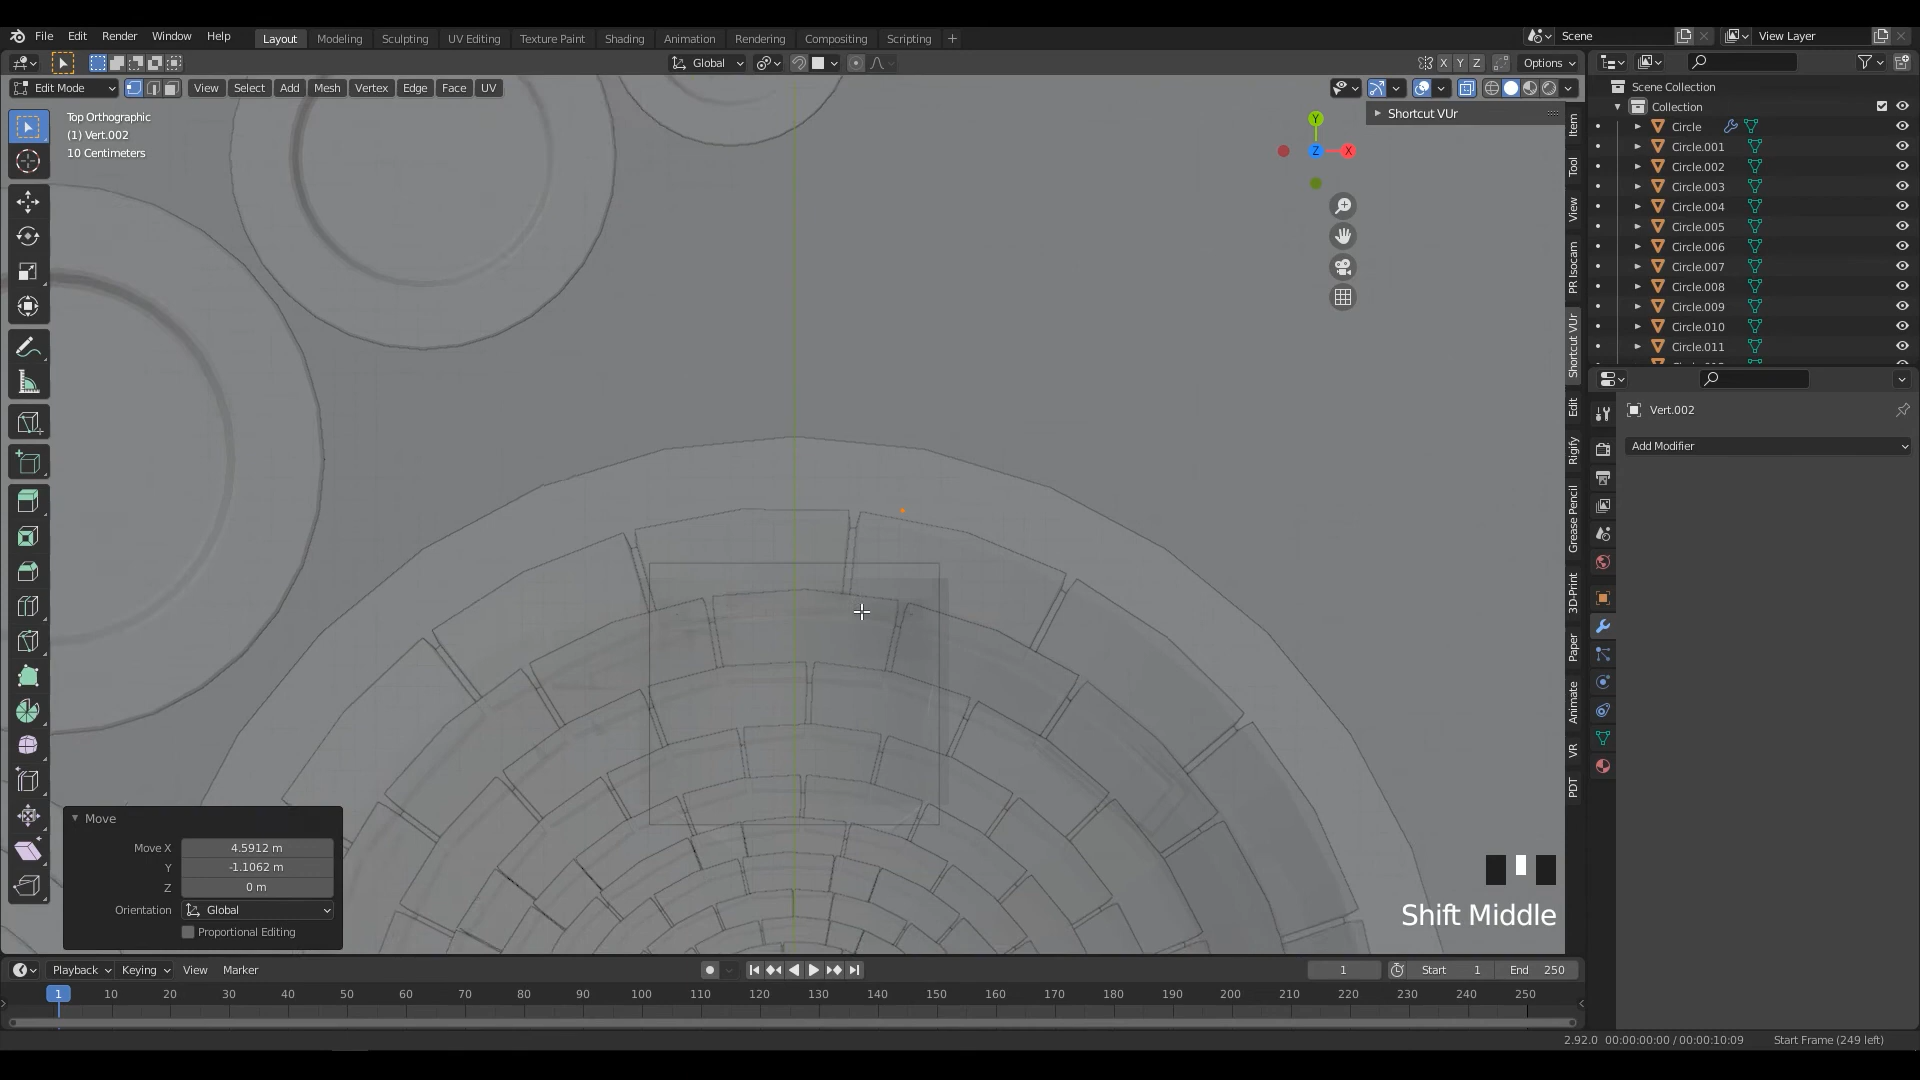 File Edit Render Window Help Layout Modeling Sculpting UV Editing Texture Paint Shading Animation Rendering Compositing Scripting + Scene View Layer
Global X Y Z Options
Edit Mode View Select Add Mesh Vertex Edge Face UV
Scene Collection
Collection
Circle
Circle.001
Circle.002
Circle.003
Circle.004
Circle.005
Circle.006
Circle.007
Circle.008
Circle.009
Circle.010
Circle.011
Top Orthographic
(1) Vert.002
10 Centimeters
Shortcut VUr
Y
Z X
Item
Tool
View
PR Isocam
Shortcut VUr
Edit
Rigify
Grease Pencil
3D-Print
Paper
Animate
VR
PDT
Vert.002
Add Modifier
Move
Move X 4.5912 m
Y -1.1062 m
Z 0 m
Orientation Global
Proportional Editing
Shift Middle
Playback Keying View Marker 1 Start 1 End 250
1 10 20 30 40 50 60 70 80 90 100 110 120 130 140 150 160 170 180 190 200 210 220 230 240 250
2.92.0 00:00:00:00 / 00:00:10:09 Start Frame (249 left)